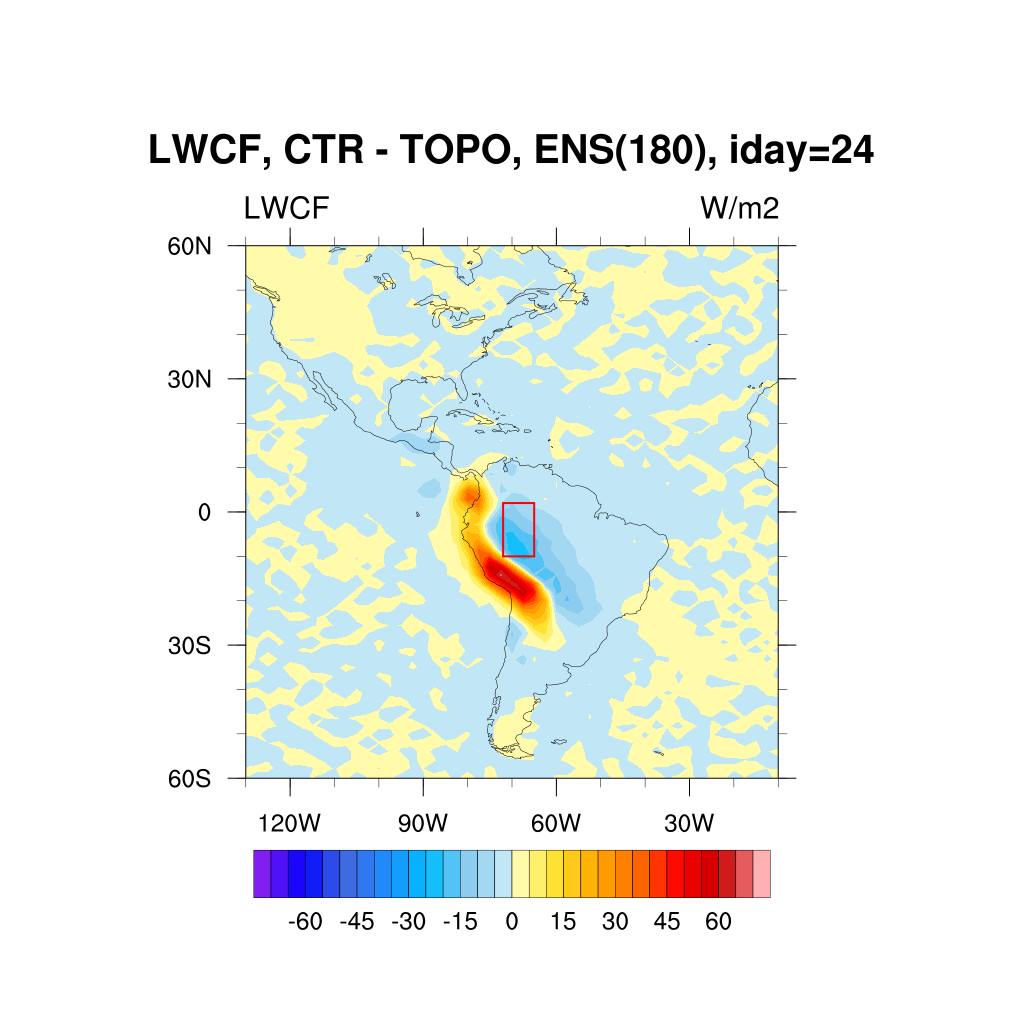 LWCF, CTR - TOPO, ENS(180), iday=24
LWCF W/m2
60N
30N
0
30S
60S
120W 90W 60W 30W
-60 -45 -30 -15 0 15 30 45 60